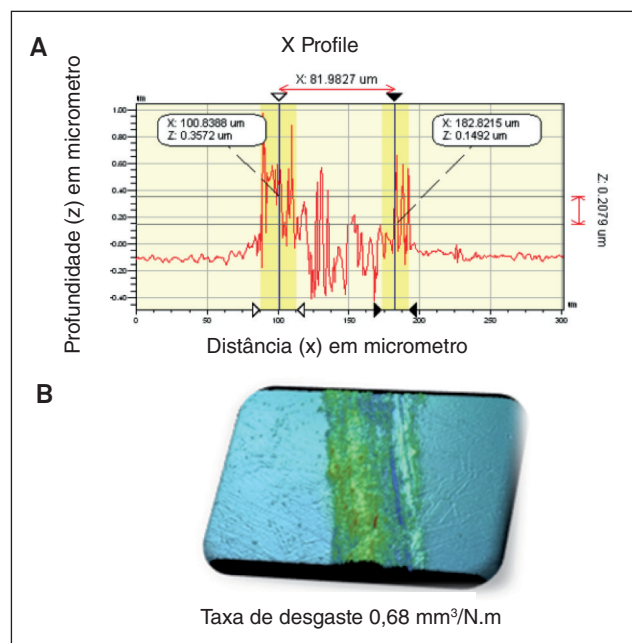 A
X Profile
X: 81.9827 um
um
X: 100.8388 um
Z: 0.3572 um
X: 182.8215 um
Z: 0.1492 um
1.00
0.60
0.40
0.20
-0.00
-0.20
-0.40
Z: 0.2079 um
um
0
50
100
150
200
250
300
Profundidade (z) em micrometro
Distância (x) em micrometro
B
Taxa de desgaste 0,68 mm³/N.m